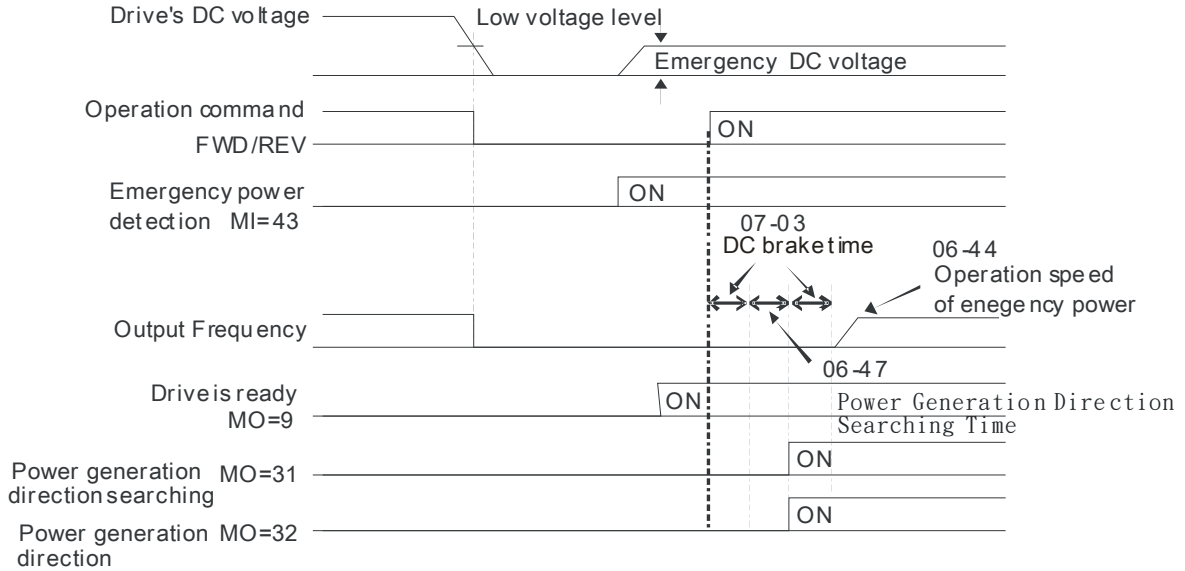 Drive's DC voltage
Low voltage level
Emergency DC voltage
Operation command
FWD/REV
ON
Emergency power
detection MI=43
ON
07-03
DC brake time
06-44
Operation speed
of enegency power
Output Frequency
06-47
Power Generation Direction
Searching Time
Drive is ready
MO=9
ON
Power generation MO=31
direction searching
ON
Power generation MO=32
direction
ON